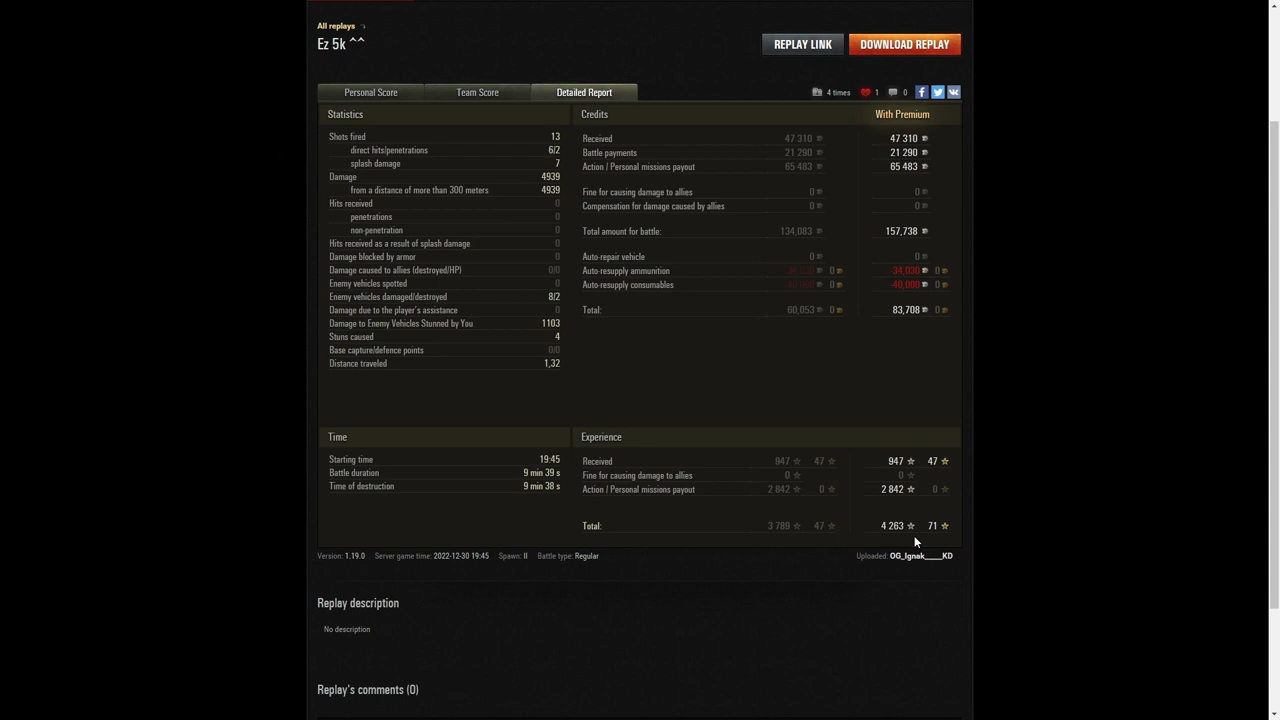 All replays
Ez 5k ^^
REPLAY LINK
DOWNLOAD REPLAY
Personal Score
Team Score
Detailed Report
4 times
1
0
Statistics
Shots fired 13
direct hits/penetrations 6/2
splash damage 7
Damage 4939
from a distance of more than 300 meters 4939
Hits received 0
penetrations 0
non-penetration 0
Hits received as a result of splash damage 0
Damage blocked by armor 0
Damage caused to allies (destroyed/HP) 0/0
Enemy vehicles spotted 0
Enemy vehicles damaged/destroyed 8/2
Damage due to the player's assistance 0
Damage to Enemy Vehicles Stunned by You 1103
Stuns caused 4
Base capture/defence points 0/0
Distance traveled 1,32
Credits With Premium
Received 47 310 47 310
Battle payments 21 290 21 290
Action / Personal missions payout 65 483 65 483
Fine for causing damage to allies 0 0
Compensation for damage caused by allies 0 0
Total amount for battle: 134,083 157,738
Auto-repair vehicle 0 0
Auto-resupply ammunition -34,030 0 -34,030 0
Auto-resupply consumables -40,000 0 -40,000 0
Total: 60,053 0 83,708 0
Time
Starting time 19:45
Battle duration 9 min 39 s
Time of destruction 9 min 38 s
Experience
Received 947 47 947 47
Fine for causing damage to allies 0 0
Action / Personal missions payout 2 842 0 2 842 0
Total: 3 789 47 4 263 71
Version: 1.19.0 Server game time: 2022-12-30 19:45 Spawn: II Battle type: Regular
Uploaded: OG_Ignak____KD
Replay description
No description
Replay's comments (0)